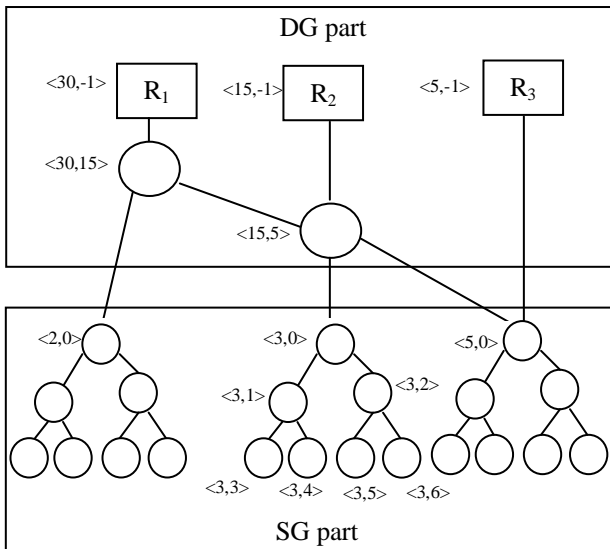 DG part
<30,-1> R1 <15,-1> R2 <5,-1> R3
<30,15>
<15,5>
<2,0> <3,0> <5,0>
<3,1> <3,2>
<3,3> <3,4> <3,5> <3,6>
SG part